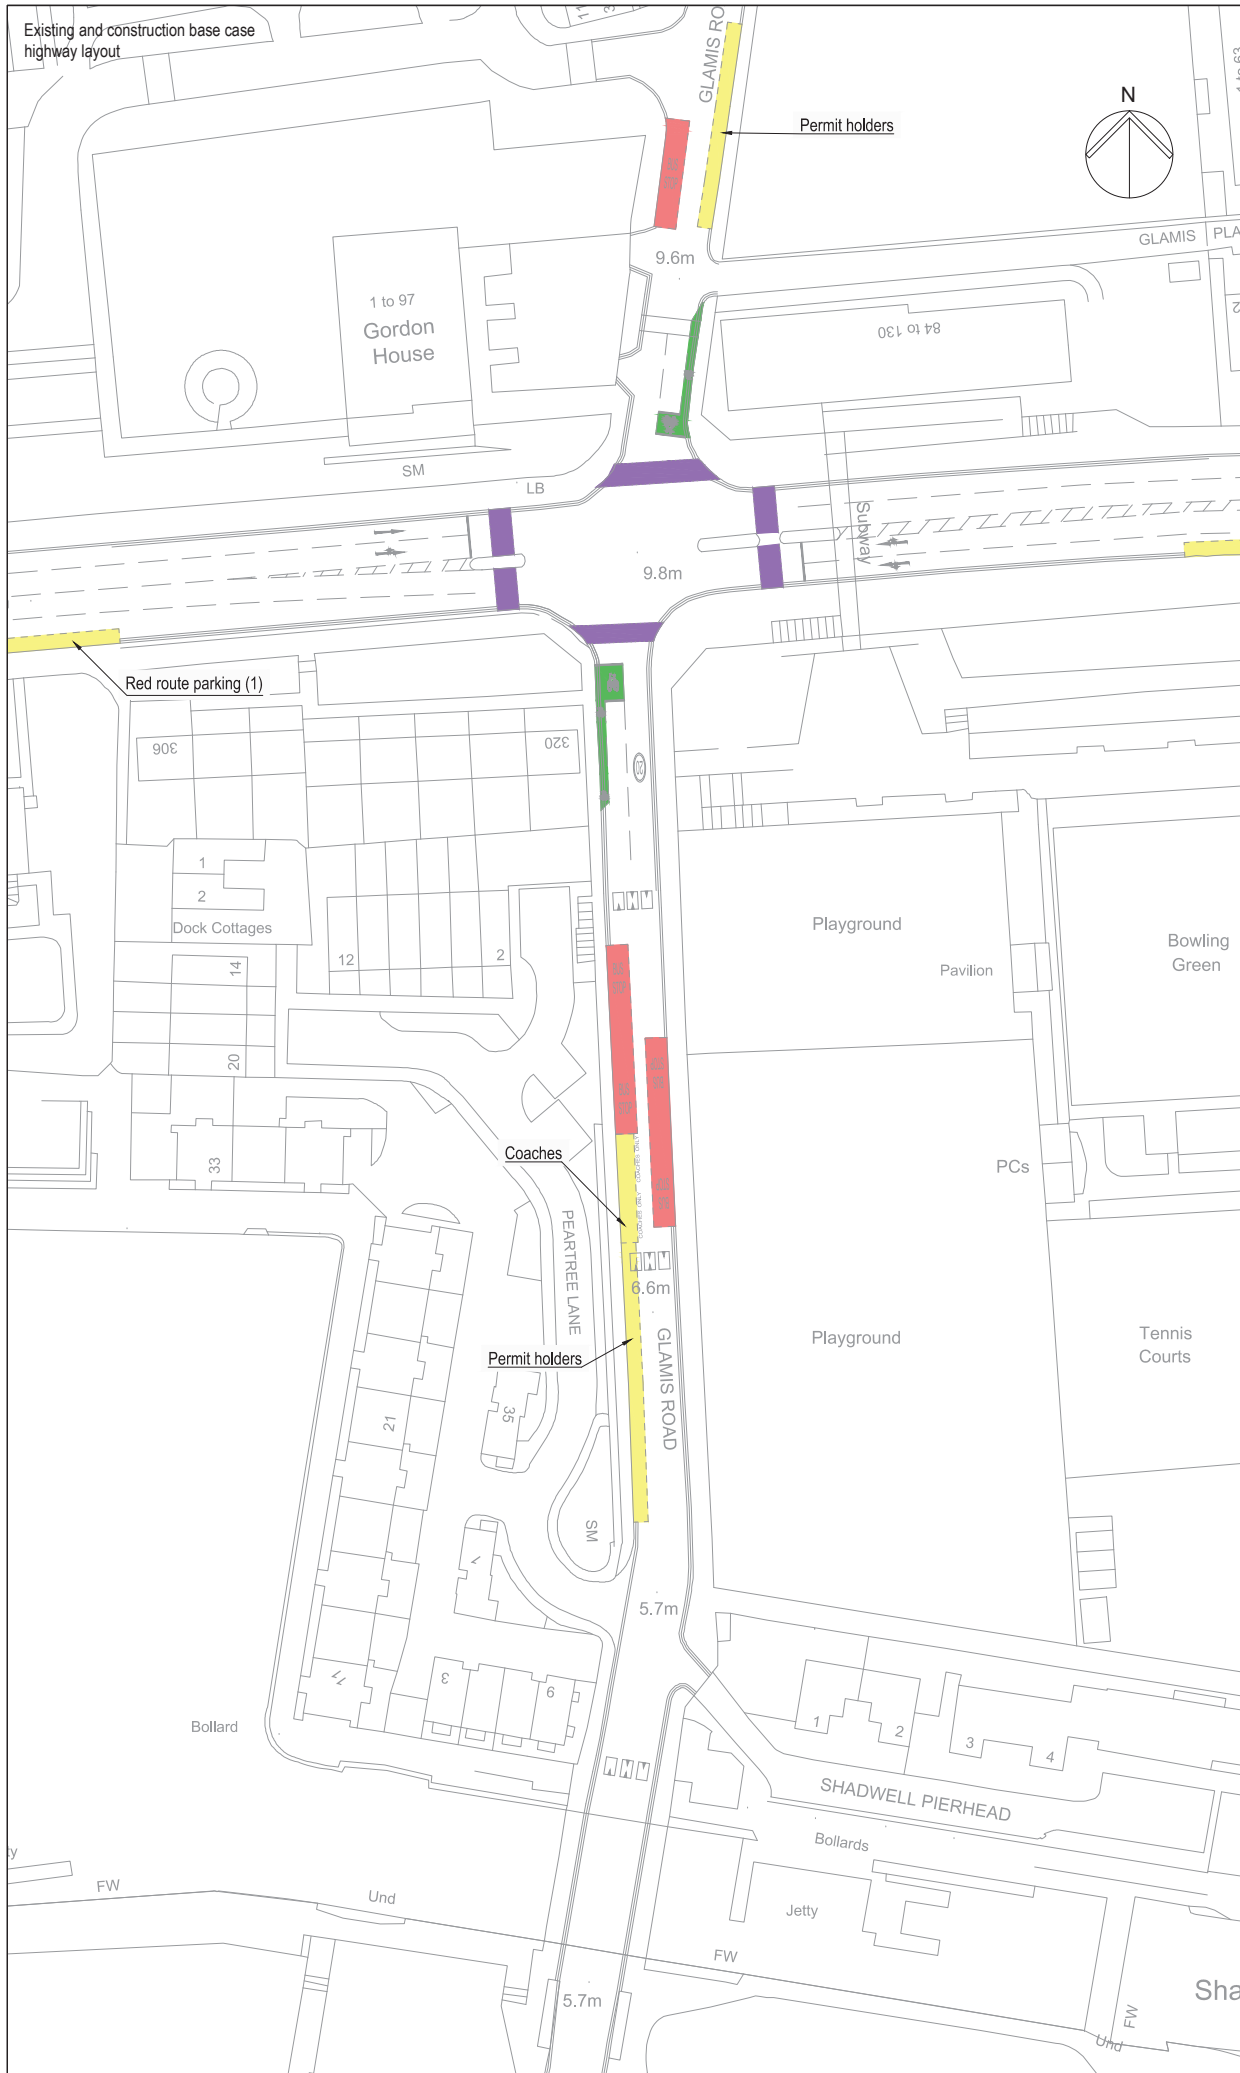 Existing and construction base case
highway layout
GLAMIS RO
N
Permit holders
GLAMIS PLA
9.6m
1 to 97
Gordon
House
84 to 130
SM
LB
Subway
9.8m
Red route parking (1)
306
320
20
1
2
Dock Cottages
12
2
14
20
Playground
Pavilion
Bowling
Green
33
Coaches
PCs
PEARTREE LANE
6.6m
GLAMIS ROAD
Permit holders
Playground
Tennis
Courts
21
35
SM
7
5.7m
11
3
9
Bollard
1
2
3
4
SHADWELL PIERHEAD
Bollards
FW
Und
Jetty
FW
5.7m
Sha
FW
Und